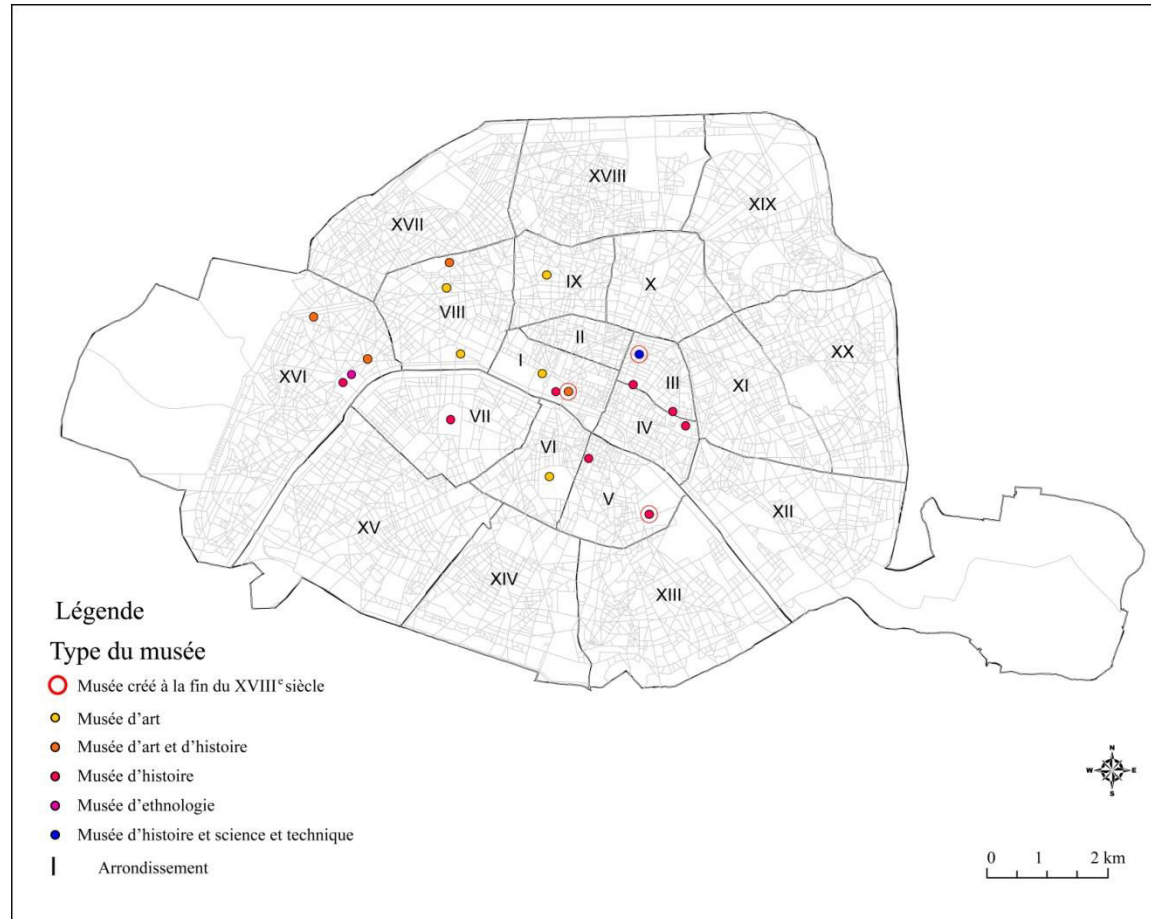 XVIII
XIX
XVII
IX
X
VIII
II
XX
I
III
XI
XVI
VII
IV
VI
V
XII
XV
XIV
XIII
Légende
Type du musée
Musée créé à la fin du XVIIIe siècle
Musée d'art
Musée d'art et d'histoire
Musée d'histoire
Musée d'ethnologie
Musée d'histoire et science et technique
Arrondissement
N
W E
S
0 1 2 km